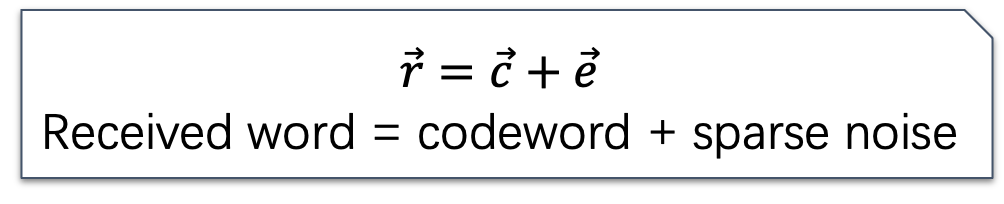 r⃗ = c⃗ + e⃗
Received word = codeword + sparse noise